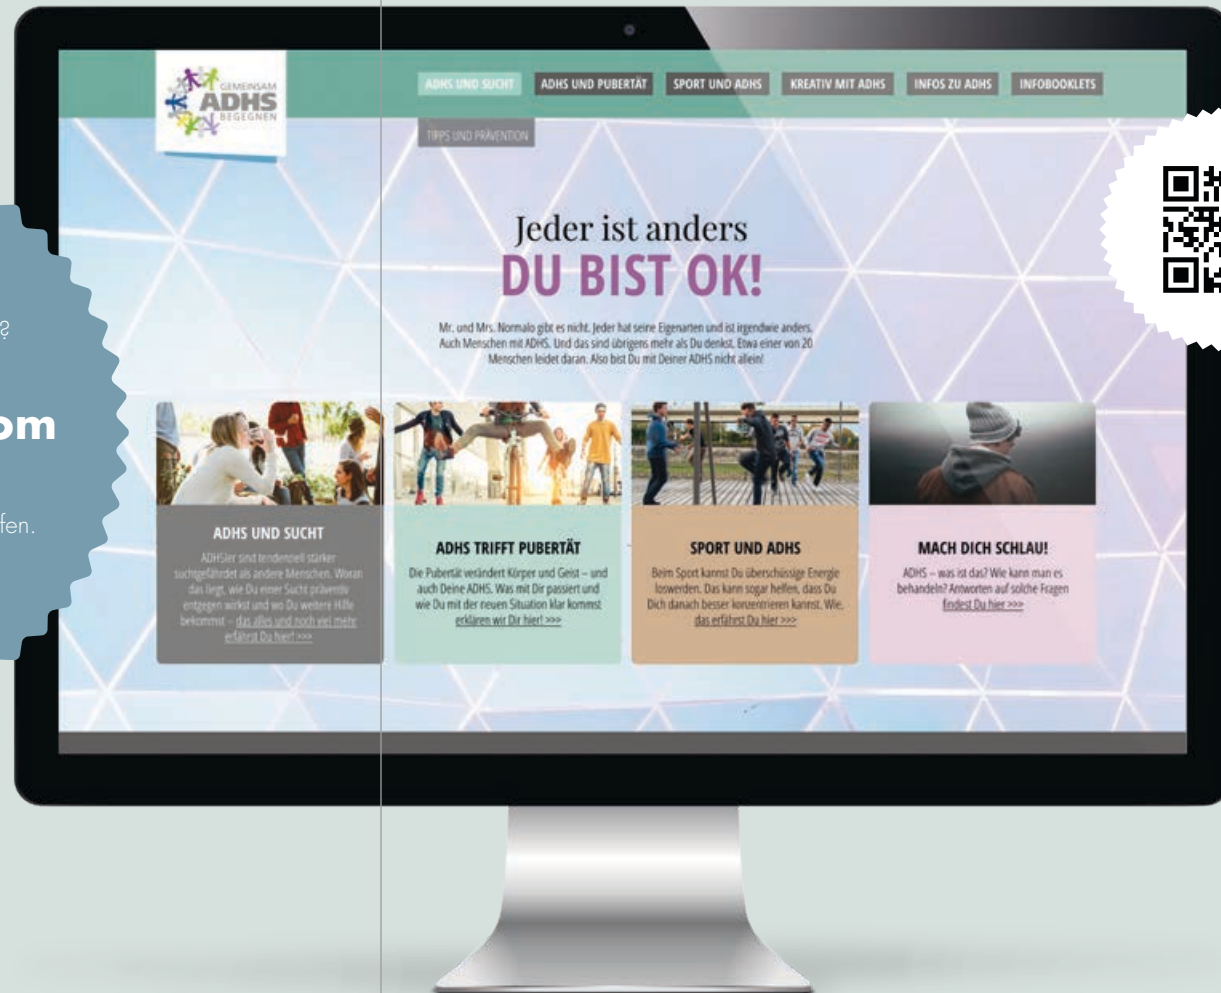 GEMEINSAM
ADHS
BEGEGNEN
ADHS UND SUCHT
ADHS UND PUBERTÄT
SPORT UND ADHS
KREATIV MIT ADHS
INFOS ZU ADHS
INFOBOOKLETS
TIPPS UND PRÄVENTION
Jeder ist anders
DU BIST OK!
Mr. und Mrs. Normalo gibt es nicht. Jeder hat seine Eigenarten und ist irgendwie anders.
Auch Menschen mit ADHS. Und das sind übrigens mehr als Du denkst. Etwa einer von 20
Menschen leidet daran. Also bist Du mit Deiner ADHS nicht allein!
?
om
fen.
ADHS UND SUCHT
ADHSler sind tendenziell stärker
suchtgefährdet als andere Menschen. Woran
das liegt, wie Du einer Sucht präventiv
entgegen wirkst und wo Du weitere Hilfe
bekommst – das alles und noch viel mehr
erfährst Du hier! >>>
ADHS TRIFFT PUBERTÄT
Die Pubertät verändert Körper und Geist – und
auch Deine ADHS. Was mit Dir passiert und
wie Du mit der neuen Situation klar kommst
erklären wir Dir hier! >>>
SPORT UND ADHS
Beim Sport kannst Du überschüssige Energie
loswerden. Das kann sogar helfen, dass Du
Dich danach besser konzentrieren kannst. Wie,
das erfährst Du hier >>>
MACH DICH SCHLAU!
ADHS – was ist das? Wie kann man es
behandeln? Antworten auf solche Fragen
findest Du hier >>>